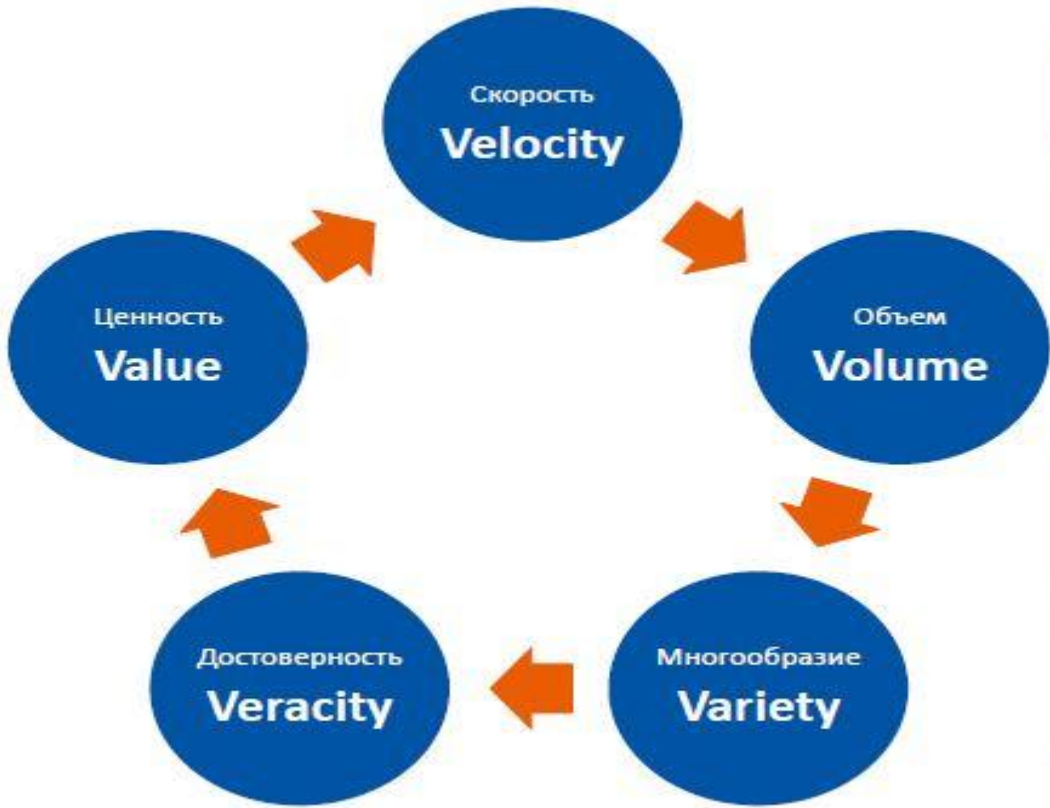 Скорость
Velocity
Ценность
Value
Объем
Volume
Достоверность
Veracity
Многообразие
Variety